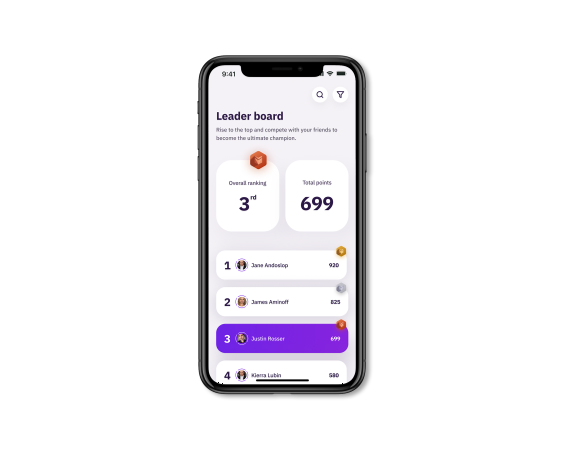 9:41
Leader board
Rise to the top and compete with your friends to
become the ultimate champion.
Overall ranking
3rd
Total points
699
1 Jane Andoslop 920
2 James Aminoff 825
3 Justin Rosser 699
4 Kierra Lubin 580